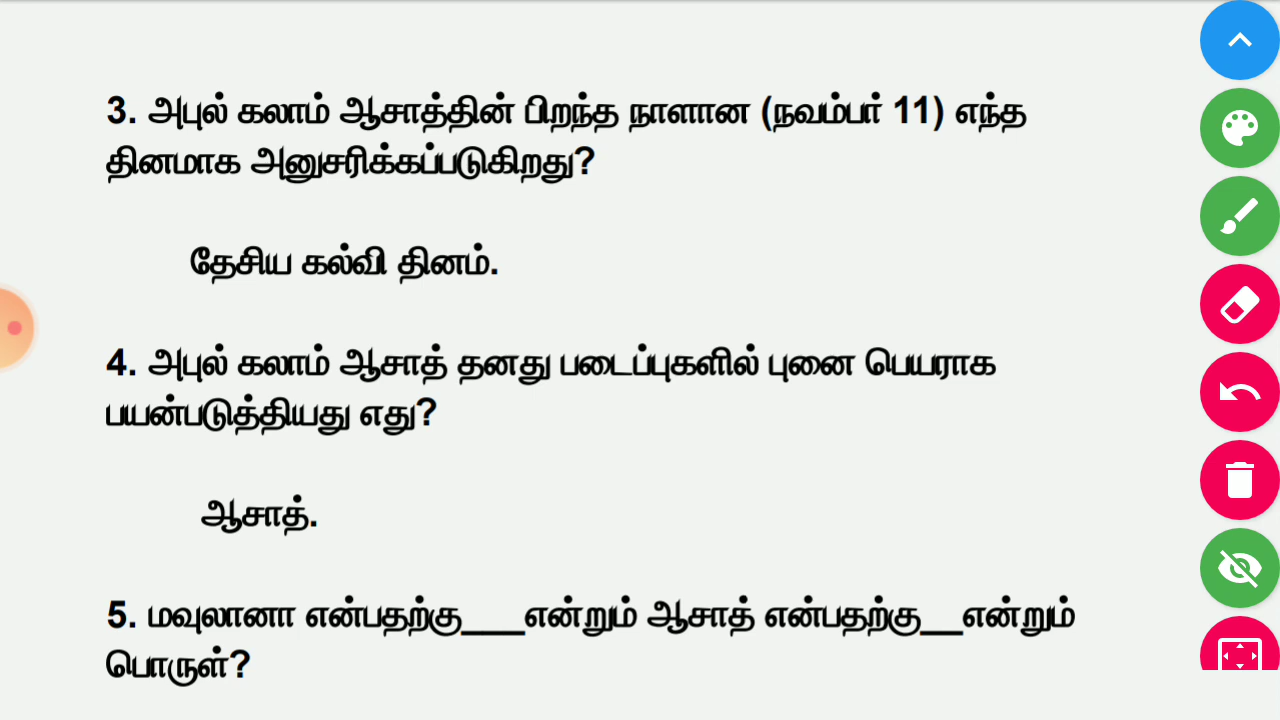 3. அபுல் கலாம் ஆசாத்தின் பிறந்த நாளான (நவம்பர் 11) எந்த
தினமாக அனுசரிக்கப்படுகிறது?
தேசிய கல்வி தினம்.
4. அபுல் கலாம் ஆசாத் தனது படைப்புகளில் புனை பெயராக
பயன்படுத்தியது எது?
ஆசாத்.
5. மவுலானா என்பதற்கு___என்றும் ஆசாத் என்பதற்கு__என்றும்
பொருள்?